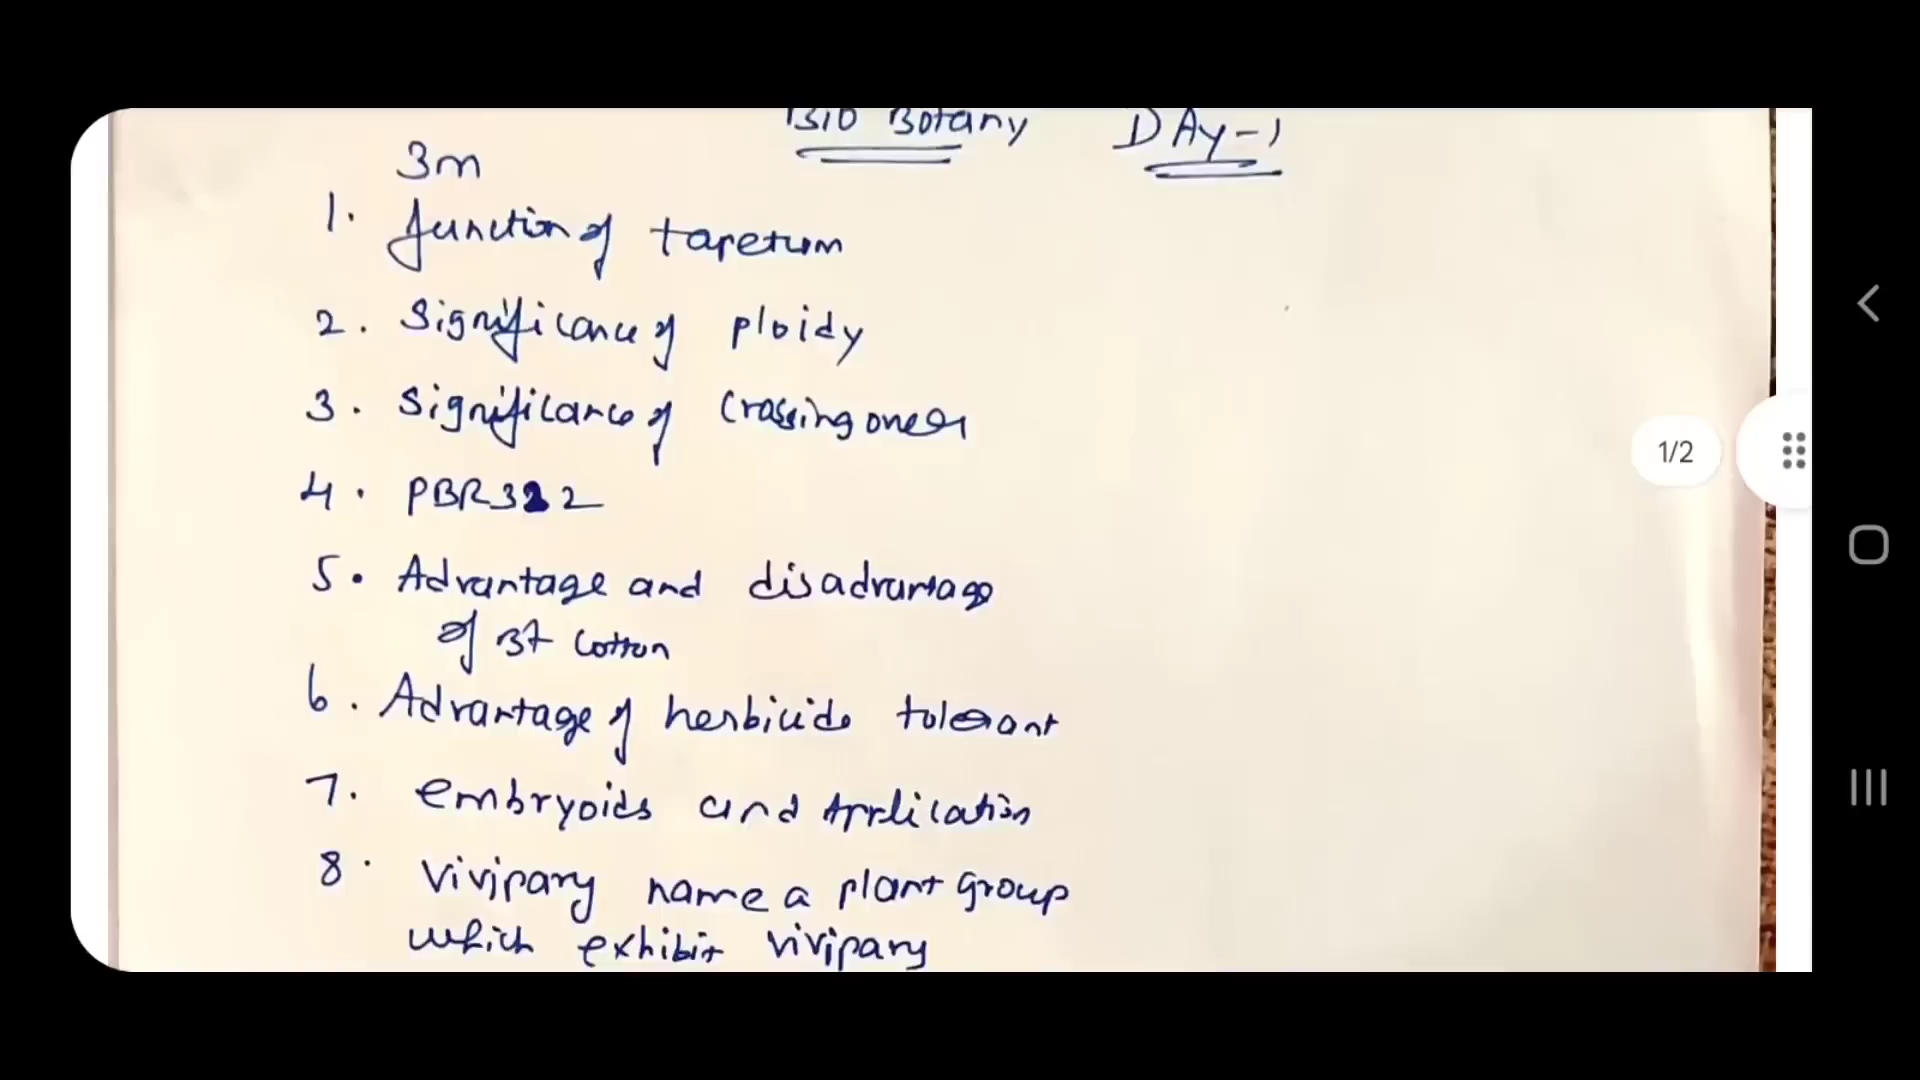 Bio Botany DAy-1
3m
1. function of tapetum
2. Significance of ploidy
3. Significance of Crossing over
4. PBR322
5. Advantage and disadvantage
of Bt Cotton
6. Advantage of herbicide tolerant
7. embryoids and Application
8. Vivipary name a plant group
which exhibit vivipary
1/2